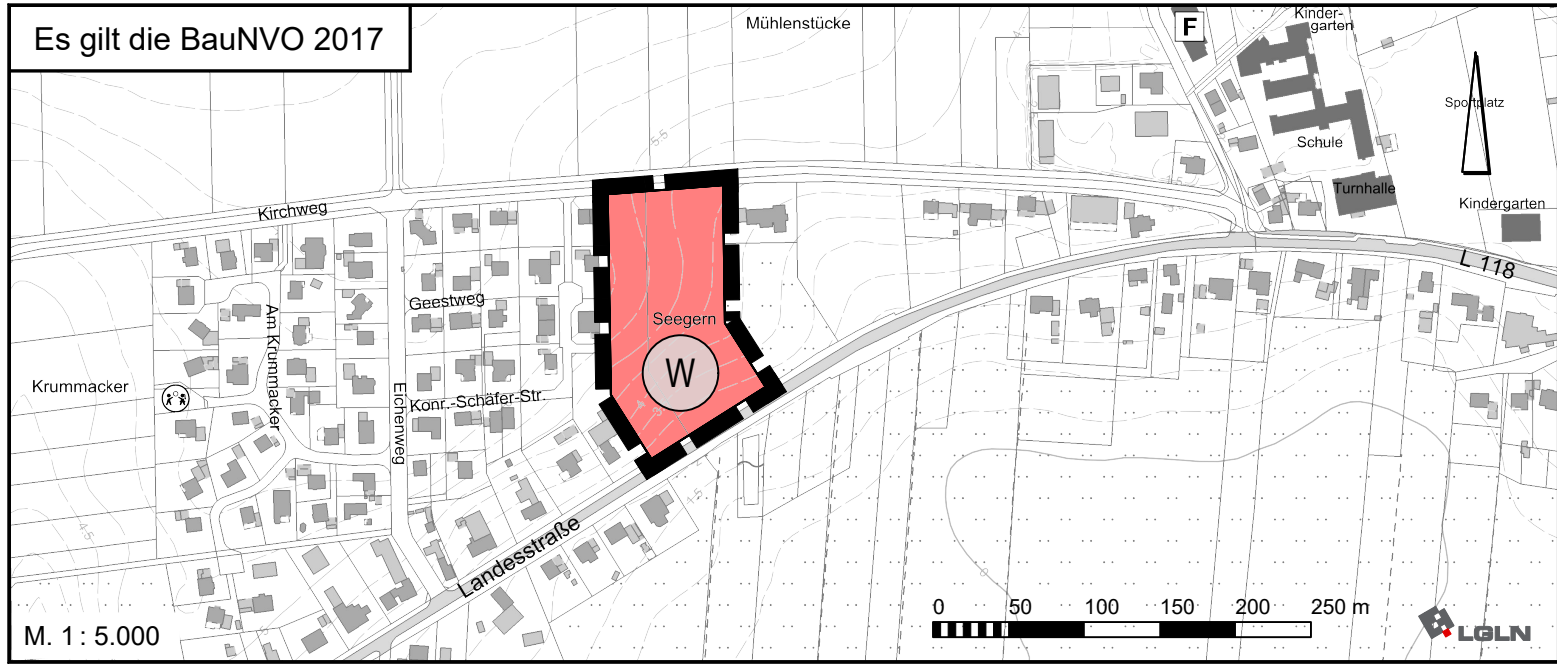 Es gilt die BauNVO 2017
Mühlenstücke
F
Kinder-
garten
Sportplatz
Schule
Turnhalle
Kindergarten
Kirchweg
L 118
Geestweg
Am Krummacker
Seegern
W
Krummacker
Eichenweg
Konr.-Schäfer-Str.
Landesstraße
0 50 100 150 200 250 m
M. 1 : 5.000
LGLN